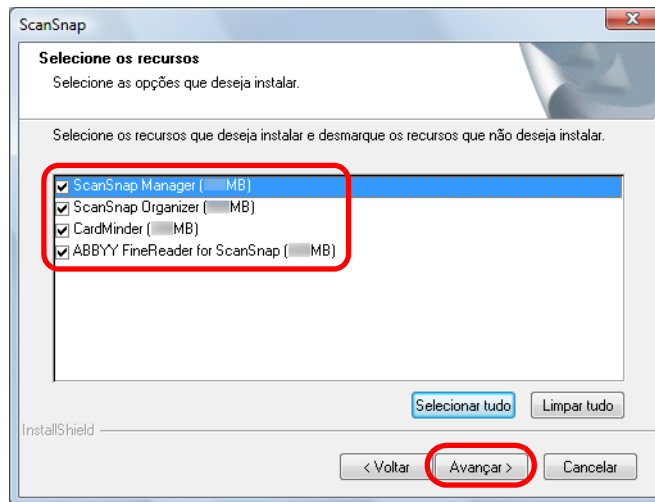 ScanSnap
Selecione os recursos
Selecione as opções que deseja instalar.
Selecione os recursos que deseja instalar e desmarque os recursos que não deseja instalar.
ScanSnap Manager ( MB)
ScanSnap Organizer ( MB)
CardMinder ( MB)
ABBYY FineReader for ScanSnap ( MB)
Selecionar tudo Limpar tudo
InstallShield
< Voltar Avançar > Cancelar